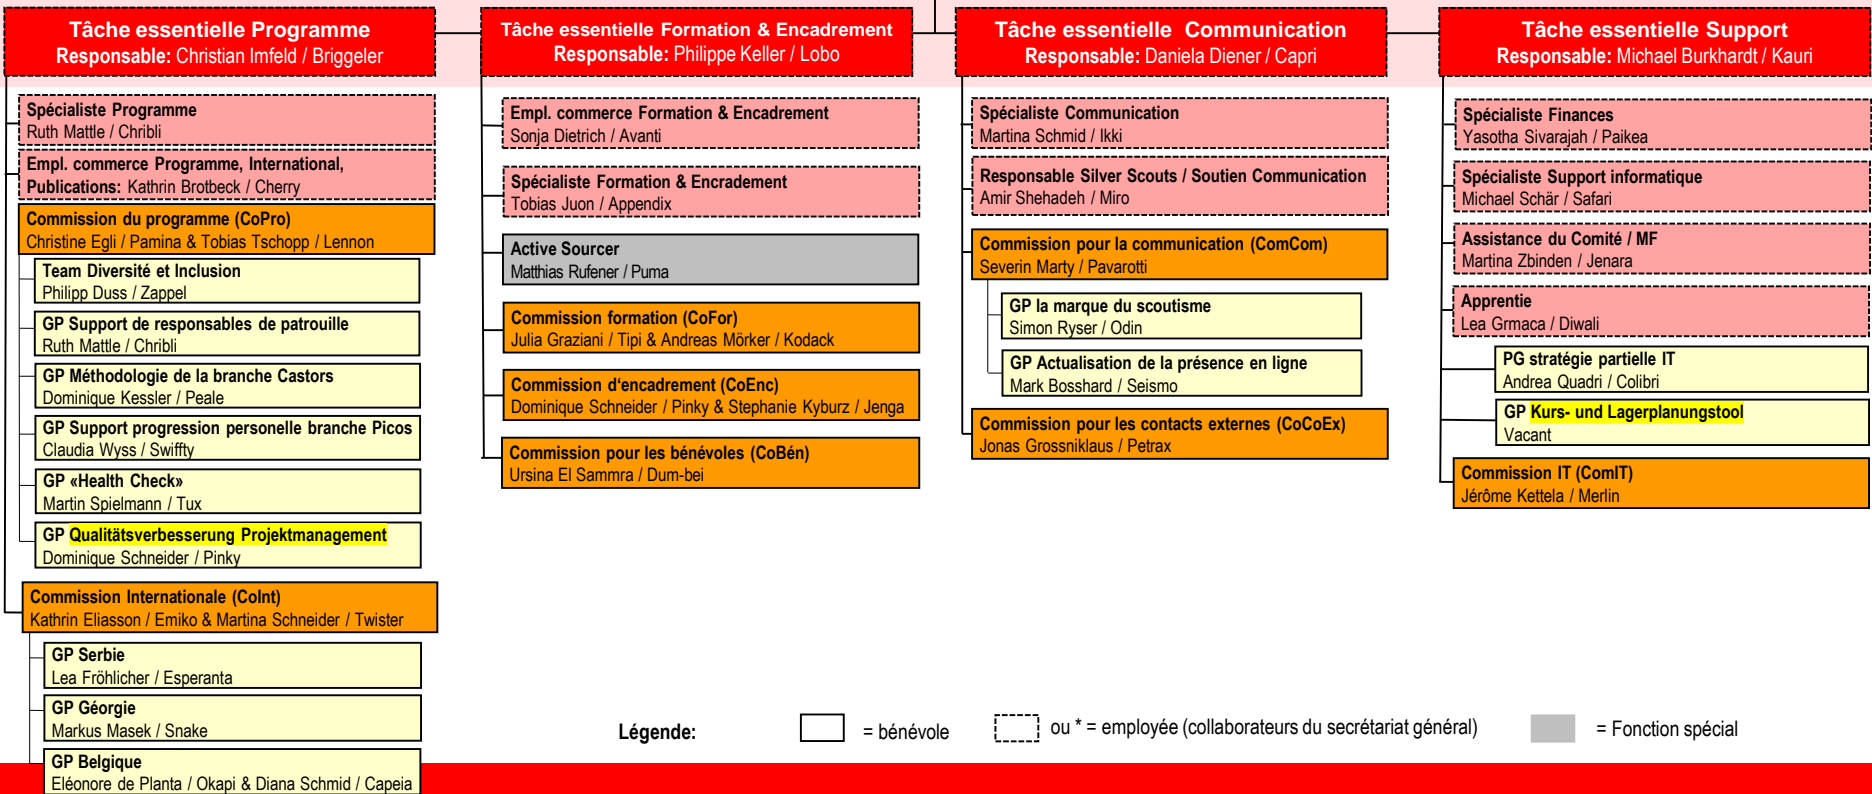 Tâche essentielle Programme
Responsable: Christian Imfeld / Briggeler
Spécialiste Programme
Ruth Mattle / Chribli
Empl. commerce Programme, International,
Publications: Kathrin Brotbeck / Cherry
Commission du programme (CoPro)
Christine Egli / Pamina & Tobias Tschopp / Lennon
Team Diversité et Inclusion
Philipp Duss / Zappel
GP Support de responsables de patrouille
Ruth Mattle / Chribli
GP Méthodologie de la branche Castors
Dominique Kessler / Peale
GP Support progression personelle branche Picos
Claudia Wyss / Swiffty
GP «Health Check»
Martin Spielmann / Tux
GP Qualitätsverbesserung Projektmanagement
Dominique Schneider / Pinky
Commission Internationale (CoInt)
Kathrin Eliasson / Emiko & Martina Schneider / Twister
GP Serbie
Lea Fröhlicher / Esperanta
GP Géorgie
Markus Masek / Snake
GP Belgique
Eléonore de Planta / Okapi & Diana Schmid / Capeia
Tâche essentielle Formation & Encadrement
Responsable: Philippe Keller / Lobo
Empl. commerce Formation & Encadrement
Sonja Dietrich / Avanti
Spécialiste Formation & Encrademént
Tobias Juon / Appendix
Active Sourcer
Matthias Rufener / Puma
Commission formation (CoFor)
Julia Graziani / Tipi & Andreas Mörker / Kodack
Commission d‘encadrement (CoEnc)
Dominique Schneider / Pinky & Stephanie Kyburz / Jenga
Commission pour les bénévoles (CoBén)
Ursina El Sammra / Dum-bei
Tâche essentielle Communication
Responsable: Daniela Diener / Capri
Spécialiste Communication
Martina Schmid / Ikki
Responsable Silver Scouts / Soutien Communication
Amir Shehadeh / Miro
Commission pour la communication (ComCom)
Severin Marty / Pavarotti
GP la marque du scoutisme
Simon Ryser / Odin
GP Actualisation de la présence en ligne
Mark Bosshard / Seismo
Commission pour les contacts externes (CoCoEx)
Jonas Grossniklaus / Petrax
Tâche essentielle Support
Responsable: Michael Burkhardt / Kauri
Spécialiste Finances
Yasotha Sivarajah / Paikea
Spécialiste Support informatique
Michael Schär / Safari
Assistance du Comité / MF
Martina Zbinden / Jenara
Apprentie
Lea Grmaca / Diwali
PG stratégie partielle IT
Andrea Quadri / Colibri
GP Kurs- und Lagerplanungstool
Vacant
Commission IT (ComIT)
Jérôme Kettela / Merlin
Légende:
= bénévole
ou * = employée (collaborateurs du secrétariat général)
= Fonction spécial